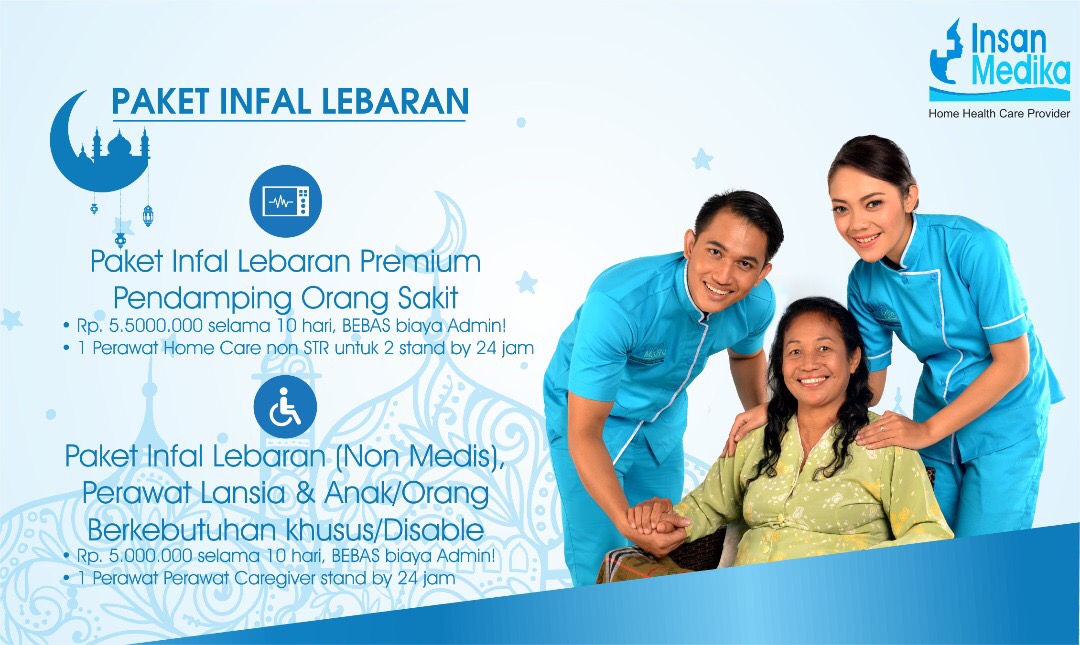 Insan
Medika
Home Health Care Provider
PAKET INFAL LEBARAN
Paket Infal Lebaran Premium
Pendamping Orang Sakit
• Rp. 5.5000.000 selama 10 hari, BEBAS biaya Admin!
• 1 Perawat Home Care non STR untuk 2 stand by 24 jam
Paket Infal Lebaran (Non Medis),
Perawat Lansia & Anak/Orang
Berkebutuhan khusus/Disable
• Rp. 5.000.000 selama 10 hari, BEBAS biaya Admin!
• 1 Perawat Perawat Caregiver stand by 24 jam